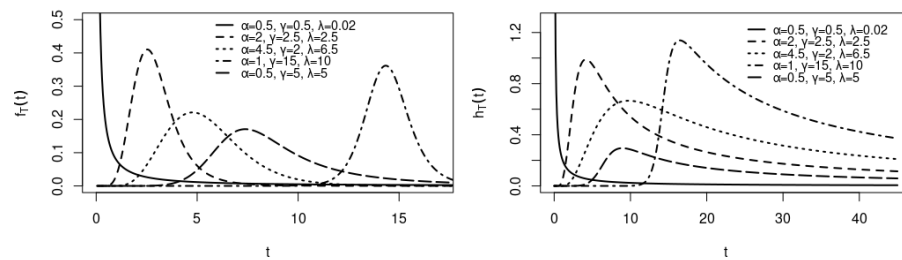 α=0.5, γ=0.5, λ=0.02
α=2, γ=2.5, λ=2.5
α=4.5, γ=2, λ=6.5
α=1, γ=15, λ=10
α=0.5, γ=5, λ=5
f_T(t)
0.0 0.1 0.2 0.3 0.4 0.5
0 5 10 15
t
α=0.5, γ=0.5, λ=0.02
α=2, γ=2.5, λ=2.5
α=4.5, γ=2, λ=6.5
α=1, γ=15, λ=10
α=0.5, γ=5, λ=5
h_T(t)
0.0 0.4 0.8 1.2
0 10 20 30 40
t